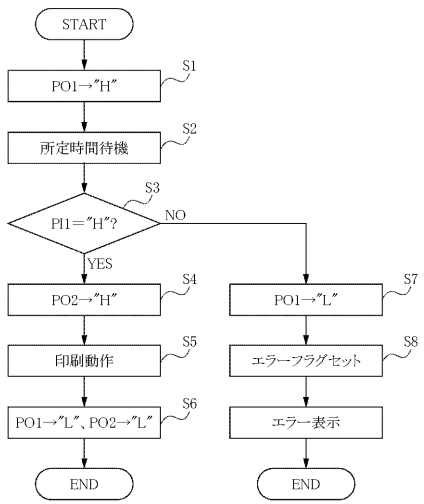 START
S1
PO1→"H"
S2
所定時間待機
S3
PI1="H"?
NO
YES
S4
PO2→"H"
S7
PO1→"L"
S5
印刷動作
S8
エラーフラグセット
S6
PO1→"L"、PO2→"L"
エラー表示
END
END